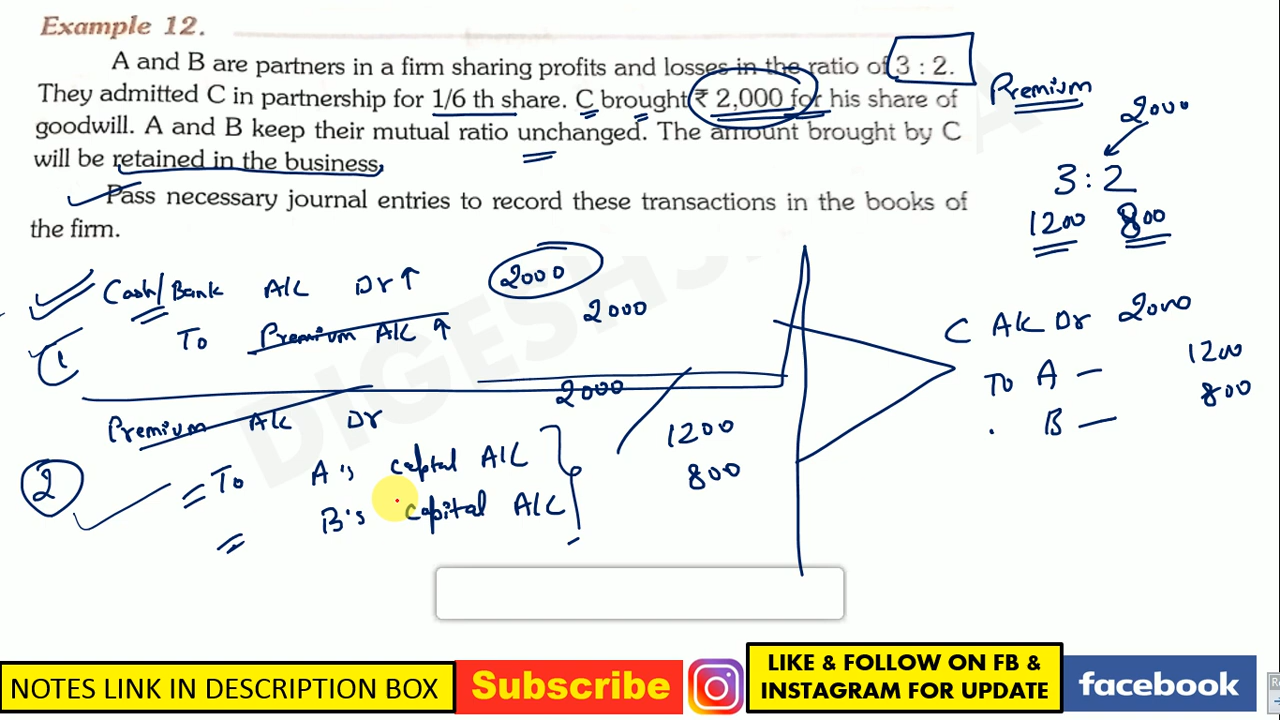 Example 12.
A and B are partners in a firm sharing profits and losses in the ratio of 3 : 2.
They admitted C in partnership for 1/6 th share. C brought ₹ 2,000 for his share of
goodwill. A and B keep their mutual ratio unchanged. The amount brought by C
will be retained in the business.
Pass necessary journal entries to record these transactions in the books of
the firm.
Premium
2000
3 : 2
1200 800
Cash/Bank A/c Dr ↑ 2000
To Premium A/c ↑ 2000
1
Premium A/c Dr 2000
2
To A's capital A/C 1200
B's capital A/C 800
C A/c Dr 2000
To A — 1200
B — 800
DIGESH
NOTES LINK IN DESCRIPTION BOX
Subscribe
LIKE & FOLLOW ON FB &
INSTAGRAM FOR UPDATE
facebook